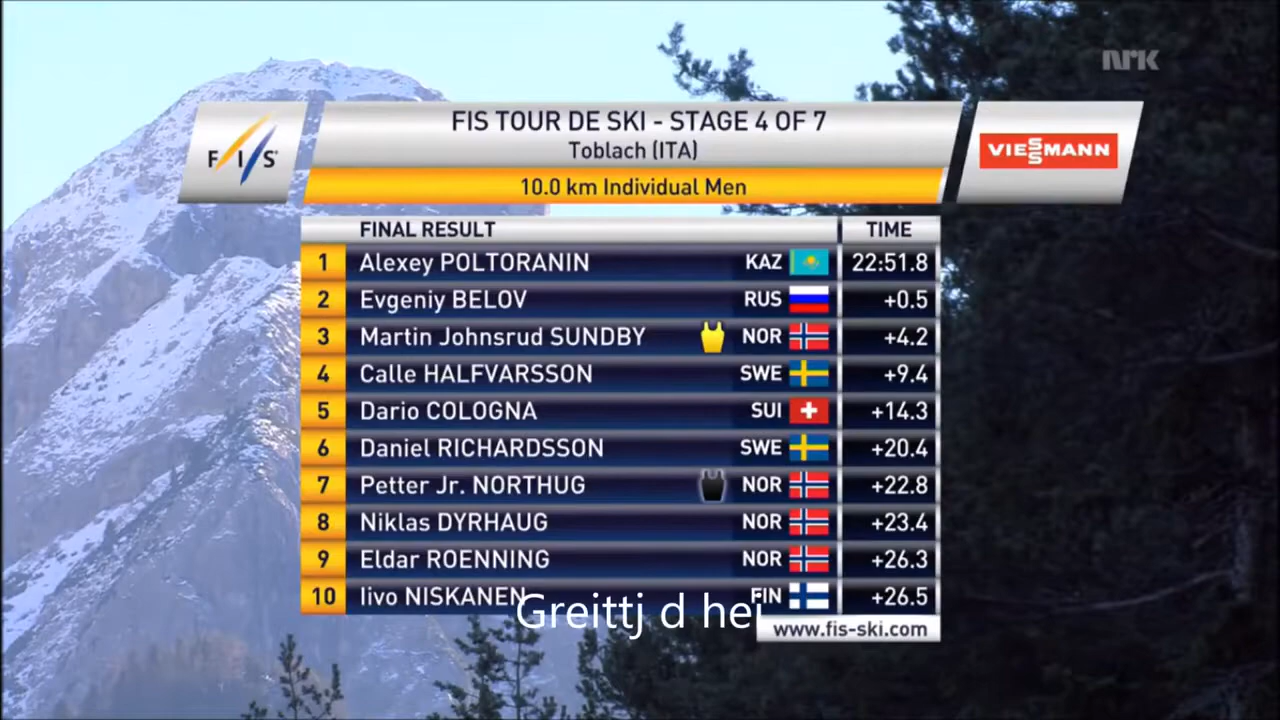 nrk
FIS TOUR DE SKI - STAGE 4 OF 7
Toblach (ITA)
10.0 km Individual Men
FIS
VIESSMANN
FINAL RESULT TIME
1 Alexey POLTORANIN KAZ 22:51.8
2 Evgeniy BELOV RUS +0.5
3 Martin Johnsrud SUNDBY NOR +4.2
4 Calle HALFVARSSON SWE +9.4
5 Dario COLOGNA SUI +14.3
6 Daniel RICHARDSSON SWE +20.4
7 Petter Jr. NORTHUG NOR +22.8
8 Niklas DYRHAUG NOR +23.4
9 Eldar ROENNING NOR +26.3
10 Iivo NISKANEN FIN +26.5
Greittj d hei
www.fis-ski.com